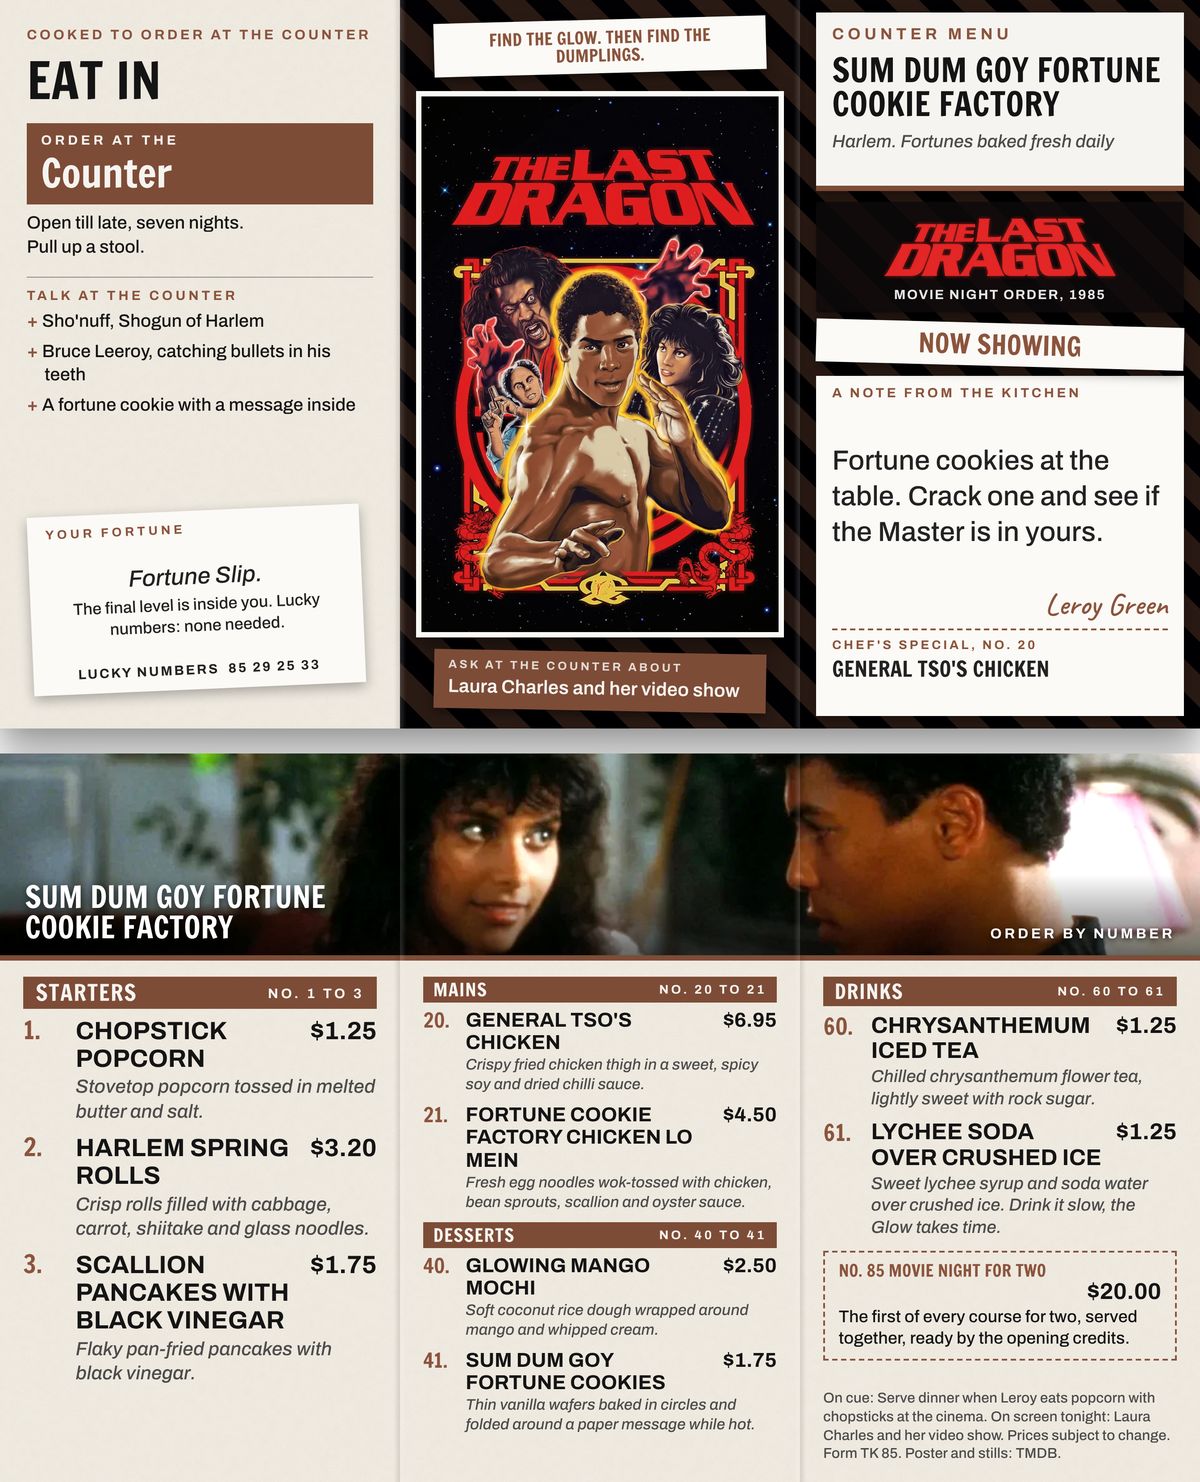 COOKED TO ORDER AT THE COUNTER
EAT IN
ORDER AT THE
Counter
Open till late, seven nights.
Pull up a stool.
TALK AT THE COUNTER
+ Sho'nuff, Shogun of Harlem
+ Bruce Leeroy, catching bullets in his
teeth
+ A fortune cookie with a message inside
YOUR FORTUNE
Fortune Slip.
The final level is inside you. Lucky
numbers: none needed.
LUCKY NUMBERS 85 29 25 33
FIND THE GLOW. THEN FIND THE
DUMPLINGS.
THE LAST
DRAGON
ASK AT THE COUNTER ABOUT
Laura Charles and her video show
COUNTER MENU
SUM DUM GOY FORTUNE
COOKIE FACTORY
Harlem. Fortunes baked fresh daily
THE LAST
DRAGON
MOVIE NIGHT ORDER, 1985
NOW SHOWING
A NOTE FROM THE KITCHEN
Fortune cookies at the
table. Crack one and see if
the Master is in yours.
Leroy Green
CHEF'S SPECIAL, NO. 20
GENERAL TSO'S CHICKEN
SUM DUM GOY FORTUNE
COOKIE FACTORY
ORDER BY NUMBER
STARTERS NO. 1 TO 3
1. CHOPSTICK $1.25
POPCORN
Stovetop popcorn tossed in melted
butter and salt.
2. HARLEM SPRING $3.20
ROLLS
Crisp rolls filled with cabbage,
carrot, shiitake and glass noodles.
3. SCALLION $1.75
PANCAKES WITH
BLACK VINEGAR
Flaky pan-fried pancakes with
black vinegar.
MAINS NO. 20 TO 21
20. GENERAL TSO'S $6.95
CHICKEN
Crispy fried chicken thigh in a sweet, spicy
soy and dried chilli sauce.
21. FORTUNE COOKIE $4.50
FACTORY CHICKEN LO
MEIN
Fresh egg noodles wok-tossed with chicken,
bean sprouts, scallion and oyster sauce.
DESSERTS NO. 40 TO 41
40. GLOWING MANGO $2.50
MOCHI
Soft coconut rice dough wrapped around
mango and whipped cream.
41. SUM DUM GOY $1.75
FORTUNE COOKIES
Thin vanilla wafers baked in circles and
folded around a paper message while hot.
DRINKS NO. 60 TO 61
60. CHRYSANTHEMUM $1.25
ICED TEA
Chilled chrysanthemum flower tea,
lightly sweet with rock sugar.
61. LYCHEE SODA $1.25
OVER CRUSHED ICE
Sweet lychee syrup and soda water
over crushed ice. Drink it slow, the
Glow takes time.
NO. 85 MOVIE NIGHT FOR TWO
$20.00
The first of every course for two, served
together, ready by the opening credits.
On cue: Serve dinner when Leroy eats popcorn with
chopsticks at the cinema. On screen tonight: Laura
Charles and her video show. Prices subject to change.
Form TK 85. Poster and stills: TMDB.